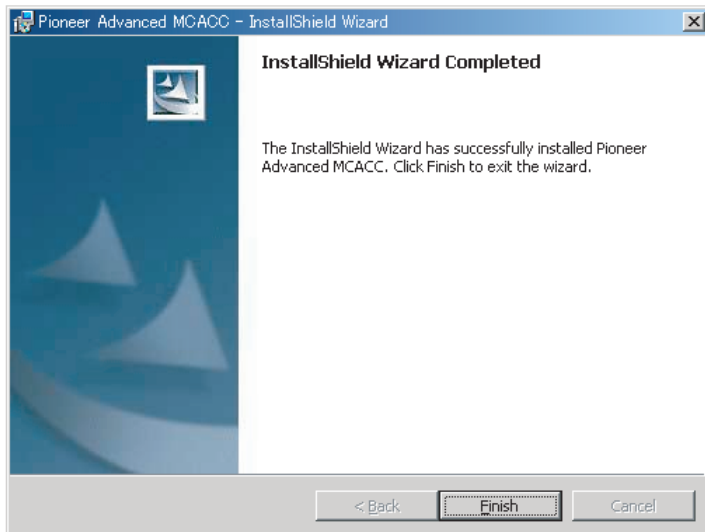 Pioneer Advanced MCACC - InstallShield Wizard
InstallShield Wizard Completed
The InstallShield Wizard has successfully installed Pioneer
Advanced MCACC. Click Finish to exit the wizard.
< Back
Finish
Cancel